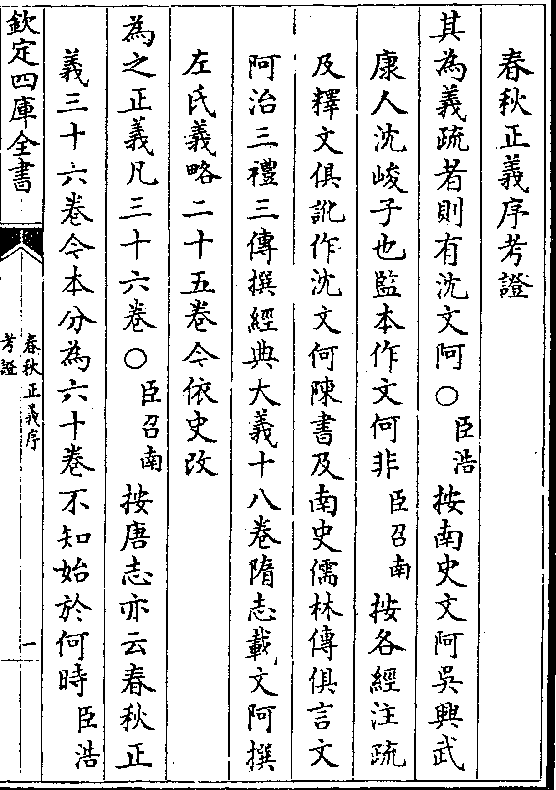 春秋正義序考證
其為義疏者則有沈文阿○臣浩按南史文阿吳興武
康人沈峻子也監本作文何非臣召南按各經注疏
及釋文俱訛作沈文何陳書及南史儒林傳俱言文
阿治三禮三傳撰經典大義十八卷隋志載文阿撰
左氏義略二十五卷今依史改
為之正義凡三十六卷○臣召南按唐志亦云春秋正
義三十六卷今本分為六十卷不知始於何時臣浩
欽定四庫全書
春秋正義序
考證
一